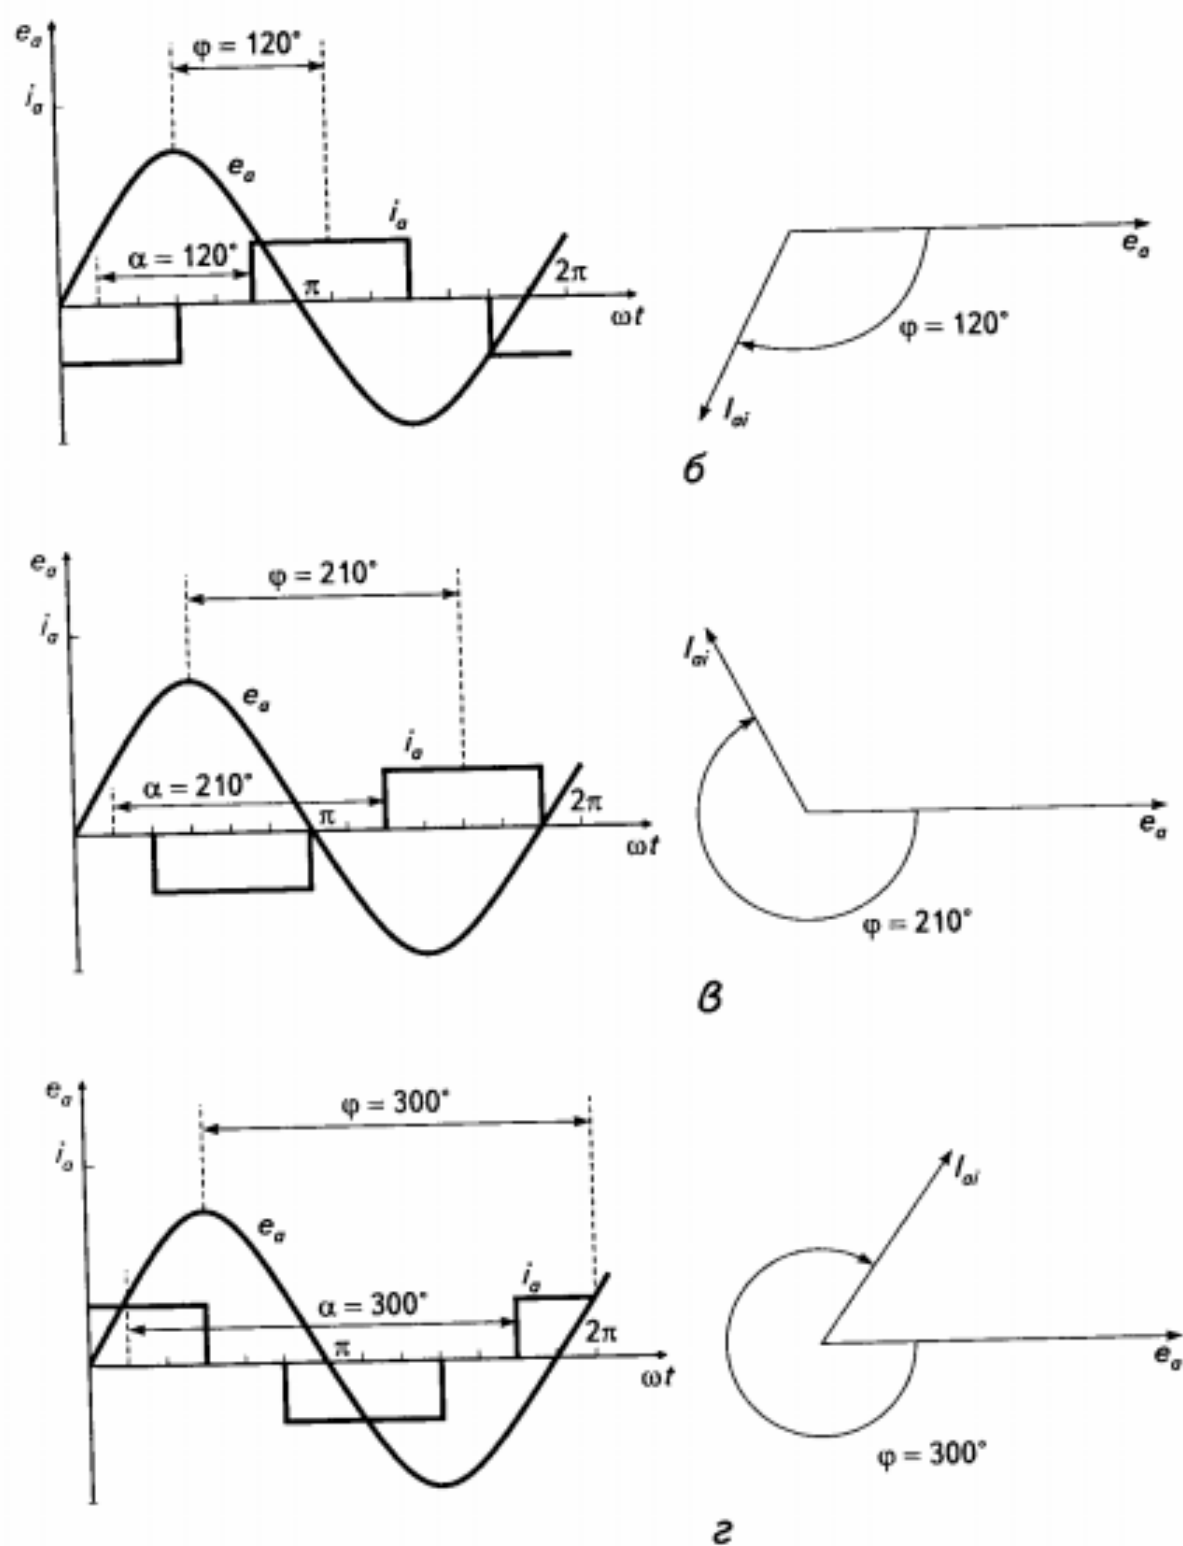 eₐ
φ = 120°
iₐ
eₐ
iₐ
α = 120°
π
2π
ωt
eₐ
φ = 120°
Iₐᵢ
б
eₐ
φ = 210°
iₐ
eₐ
iₐ
α = 210°
π
2π
ωt
Iₐᵢ
eₐ
φ = 210°
в
eₐ
φ = 300°
iₐ
eₐ
iₐ
α = 300°
π
2π
ωt
Iₐᵢ
eₐ
φ = 300°
г